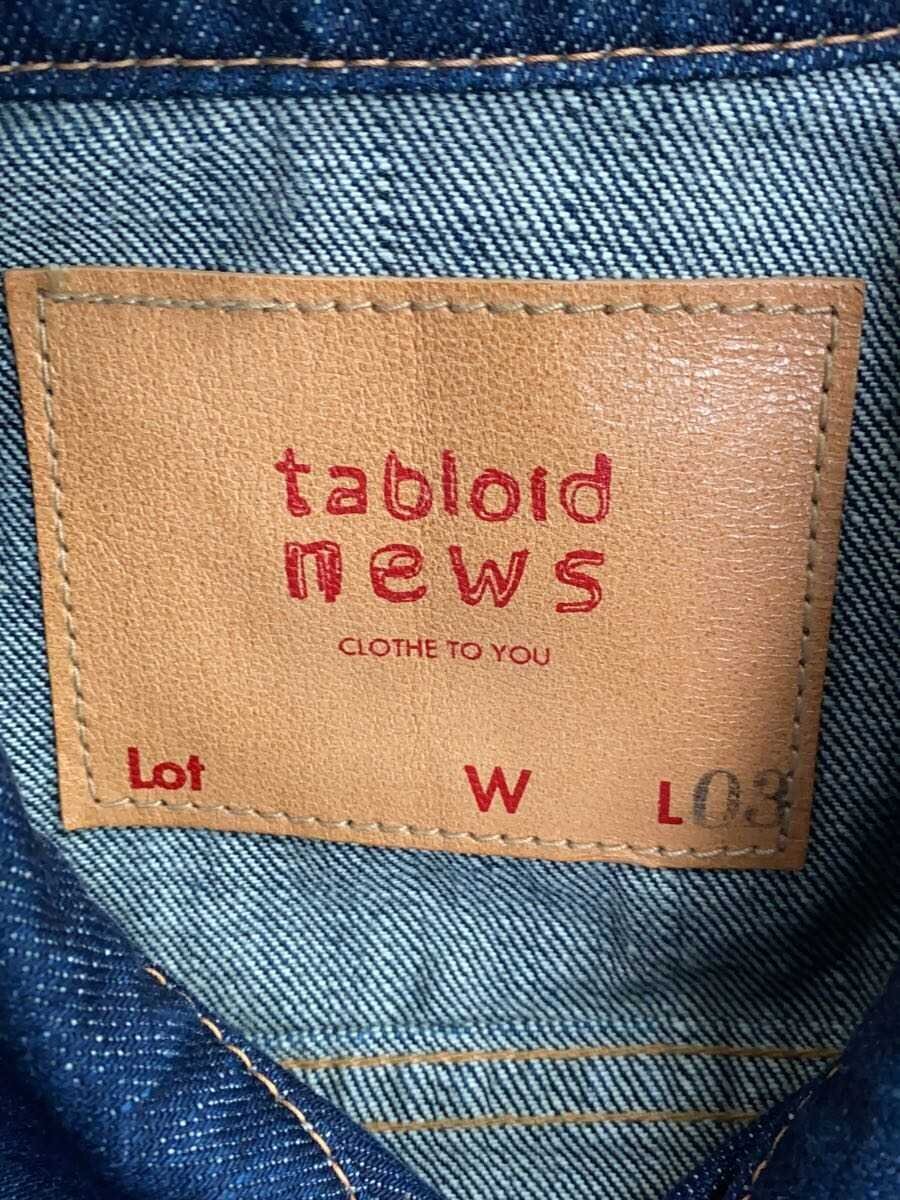 tabloid
news
CLOTHE TO YOU
Lot W L03